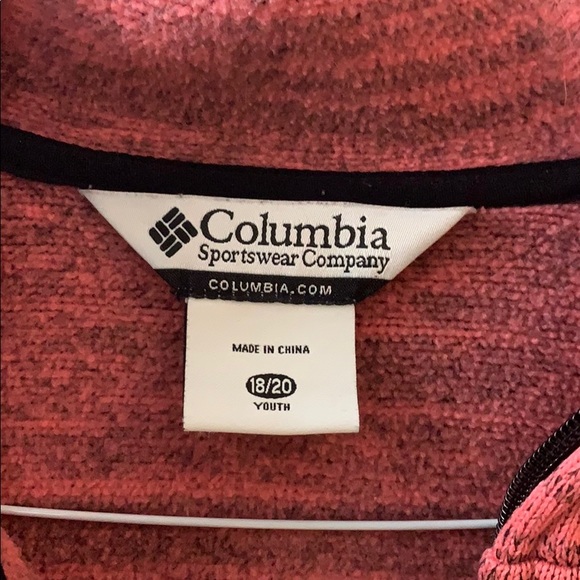 Columbia
Sportswear Company
COLUMBIA.COM
MADE IN CHINA
18/20
YOUTH